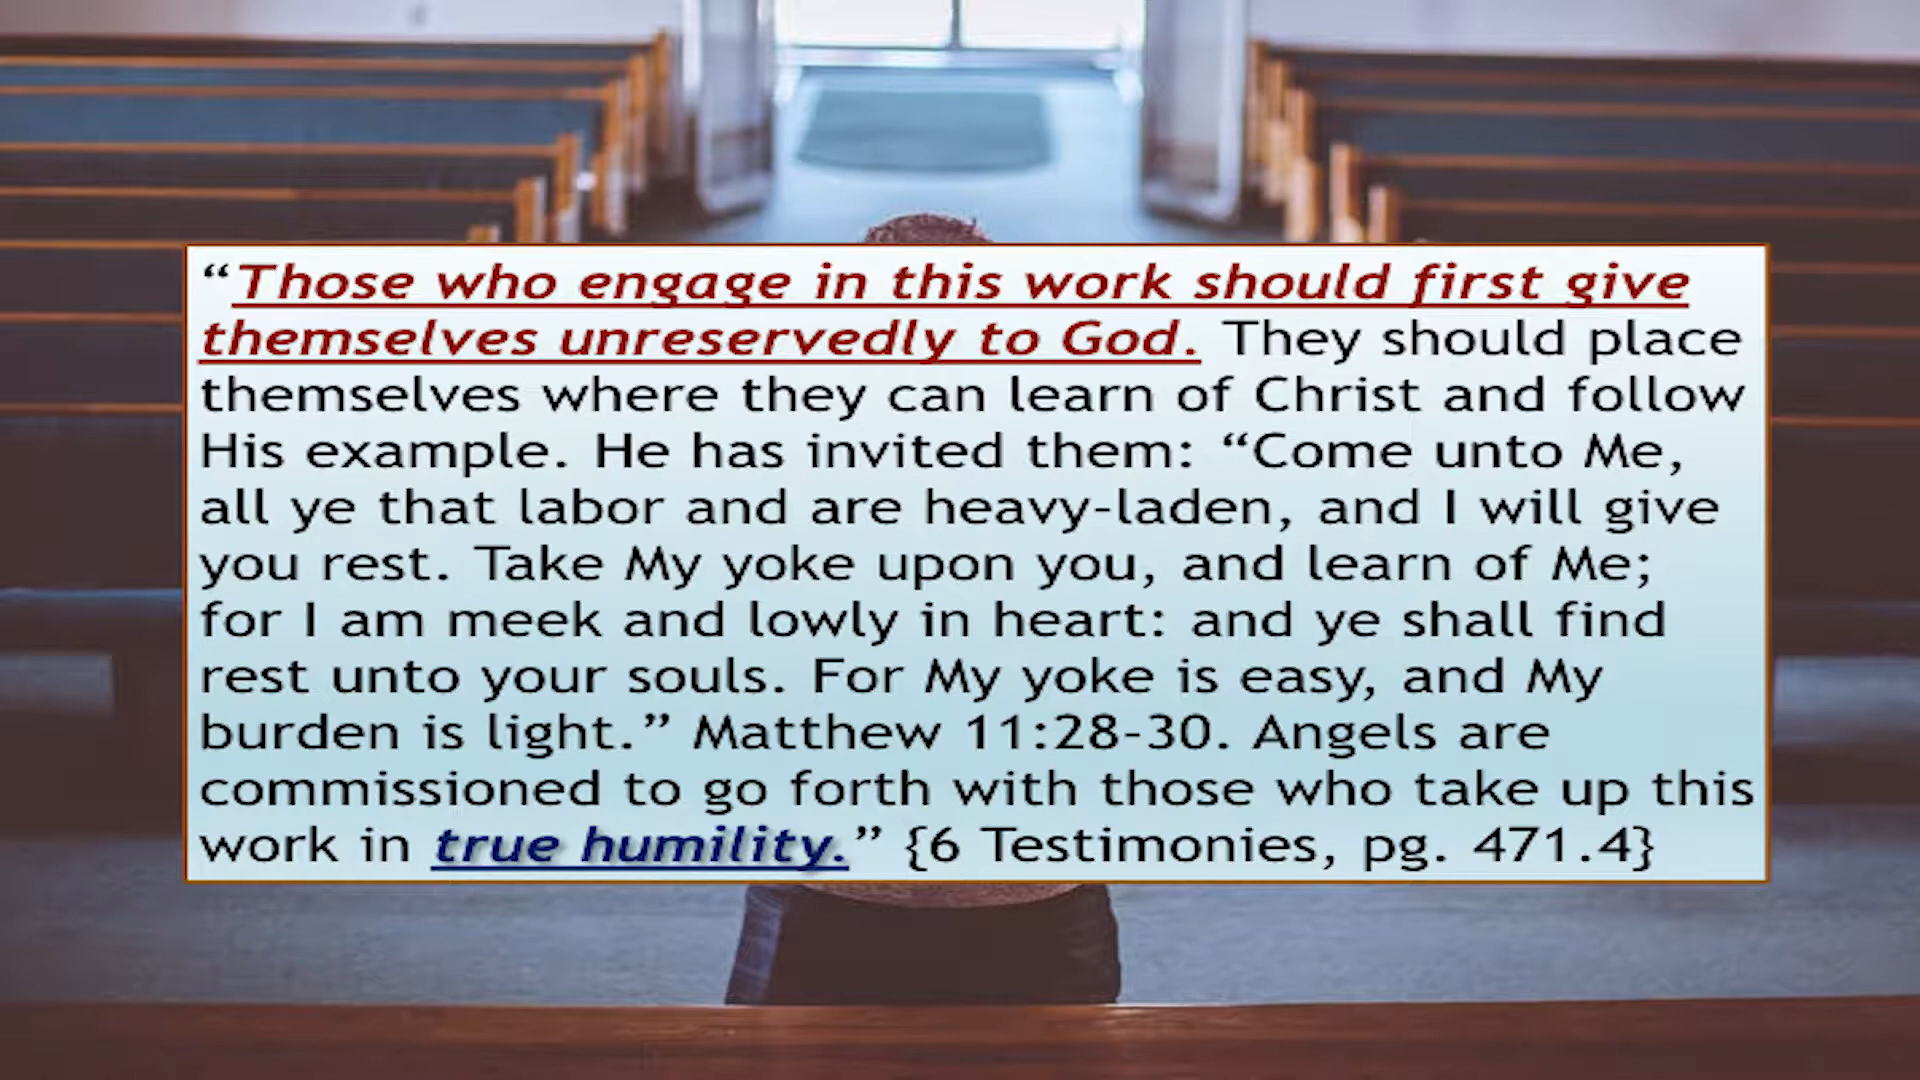 “Those who engage in this work should first give
themselves unreservedly to God. They should place
themselves where they can learn of Christ and follow
His example. He has invited them: “Come unto Me,
all ye that labor and are heavy-laden, and I will give
you rest. Take My yoke upon you, and learn of Me;
for I am meek and lowly in heart: and ye shall find
rest unto your souls. For My yoke is easy, and My
burden is light.” Matthew 11:28-30. Angels are
commissioned to go forth with those who take up this
work in true humility.” {6 Testimonies, pg. 471.4}